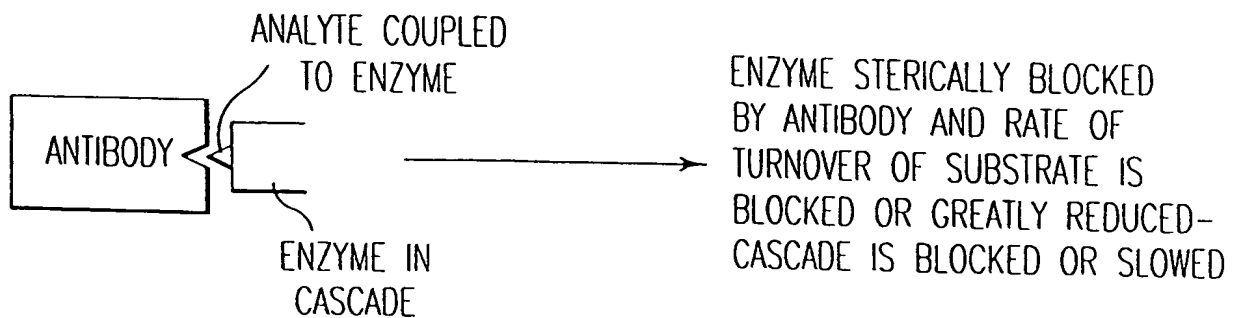 ANALYTE COUPLED
TO ENZYME
ANTIBODY
ENZYME IN
CASCADE
ENZYME STERICALLY BLOCKED
BY ANTIBODY AND RATE OF
TURNOVER OF SUBSTRATE IS
BLOCKED OR GREATLY REDUCED-
CASCADE IS BLOCKED OR SLOWED